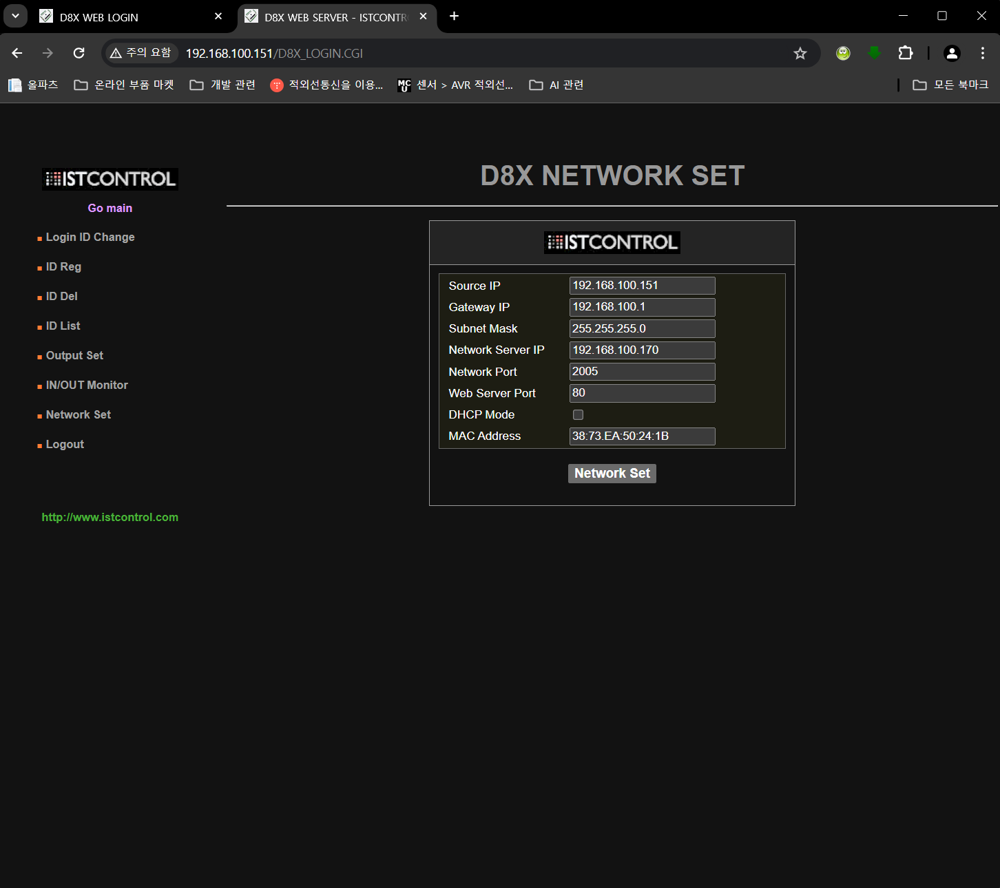 D8X WEB LOGIN
D8X WEB SERVER - ISTCONTR
주의 요함
192.168.100.151/D8X_LOGIN.CGI
올파츠
온라인 부품 마켓
개발 관련
적외선통신을 이용...
MC
U
센서 > AVR 적외선...
AI 관련
모든 북마크
ISTCONTROL
Go main
Login ID Change
ID Reg
ID Del
ID List
Output Set
IN/OUT Monitor
Network Set
Logout
http://www.istcontrol.com
D8X NETWORK SET
ISTCONTROL
Source IP 192.168.100.151
Gateway IP 192.168.100.1
Subnet Mask 255.255.255.0
Network Server IP 192.168.100.170
Network Port 2005
Web Server Port 80
DHCP Mode
MAC Address 38:73.EA:50:24:1B
Network Set